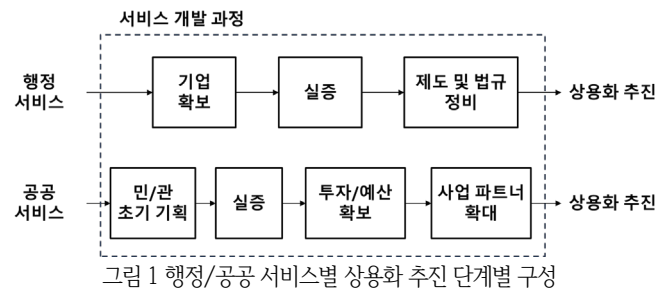 서비스 개발 과정
행정
서비스
기업
확보
실증
제도 및 법규
정비
상용화 추진
공공
서비스
민/관
초기 기획
실증
투자/예산
확보
사업 파트너
확대
상용화 추진
그림 1 행정/공공 서비스별 상용화 추진 단계별 구성